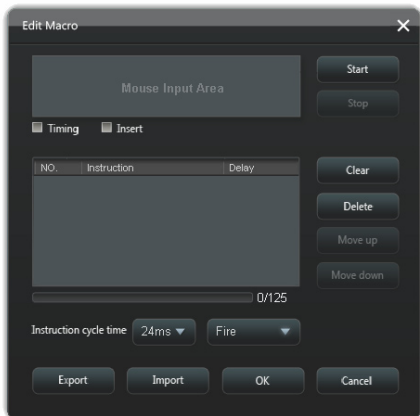 Edit Macro
Mouse Input Area
Start
Stop
Timing Insert
NO. Instruction Delay
Clear
Delete
Move up
Move down
0/125
Instruction cycle time 24ms Fire
Export Import OK Cancel